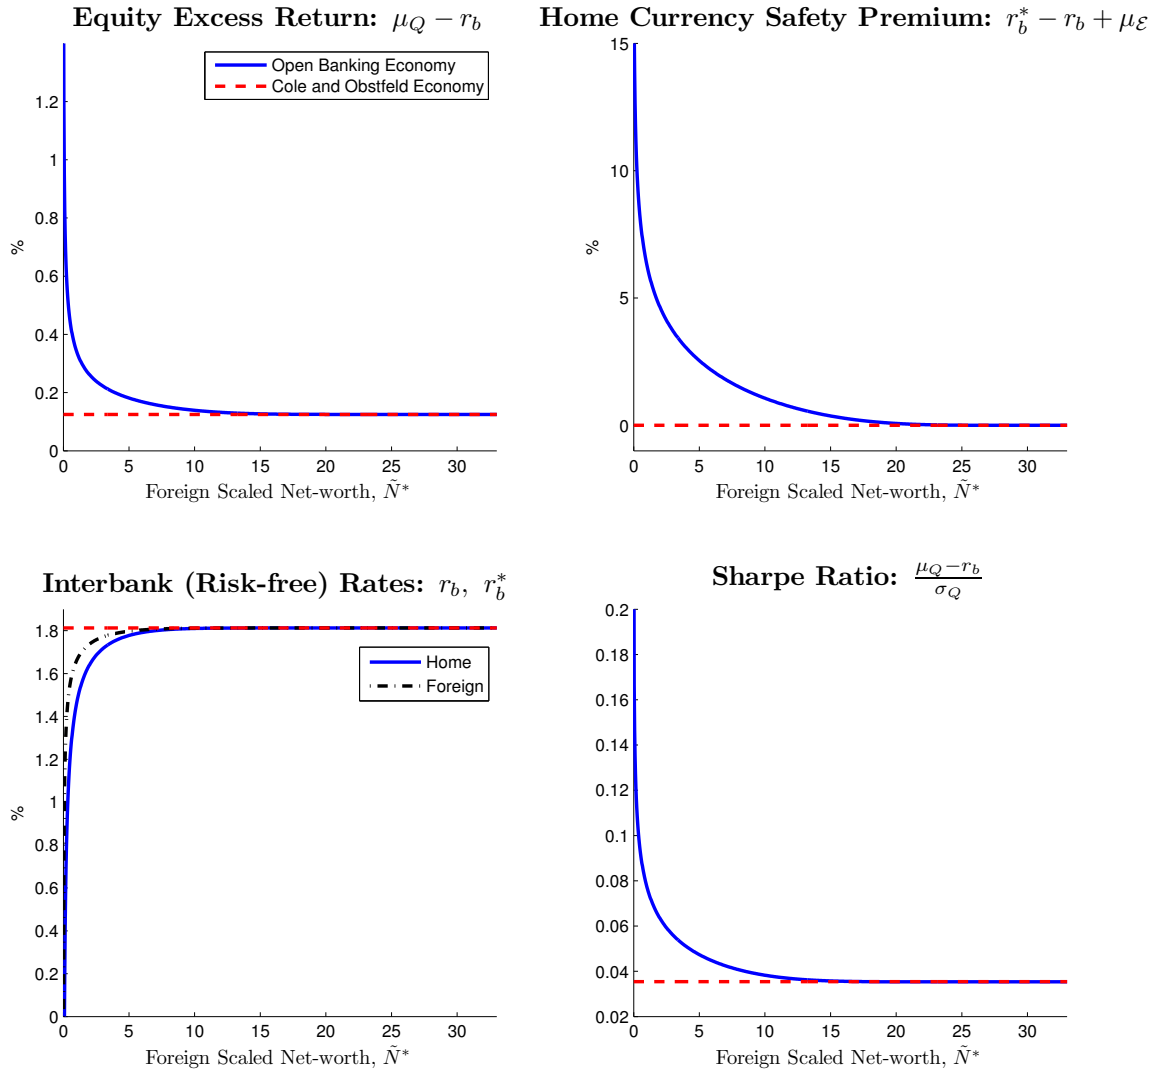 Equity Excess Return: μ_Q − r_b
Open Banking Economy
Cole and Obstfeld Economy
%
1.2
1
0.8
0.6
0.4
0.2
0
0 5 10 15 20 25 30
Foreign Scaled Net-worth, Ñ*
Home Currency Safety Premium: r_b^* − r_b + μ_ℰ
%
15
10
5
0
0 5 10 15 20 25 30
Foreign Scaled Net-worth, Ñ*
Interbank (Risk-free) Rates: r_b, r_b^*
Home
Foreign
%
1.8
1.6
1.4
1.2
1
0.8
0.6
0.4
0.2
0
0 5 10 15 20 25 30
Foreign Scaled Net-worth, Ñ*
Sharpe Ratio: (μ_Q−r_b)/σ_Q
0.2
0.18
0.16
0.14
0.12
0.1
0.08
0.06
0.04
0.02
0 5 10 15 20 25 30
Foreign Scaled Net-worth, Ñ*